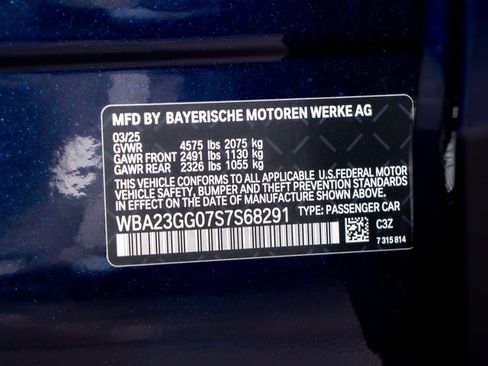 MFD BY BAYERISCHE MOTOREN WERKE AG
03/25
GVWR 4575 lbs 2075 kg
GAWR FRONT 2491 lbs 1130 kg
GAWR REAR 2326 lbs 1055 kg
THIS VEHICLE CONFORMS TO ALL APPLICABLE U.S.FEDERAL MOTOR
VEHICLE SAFETY, BUMPER AND THEFT PREVENTION STANDARDS
IN EFFECT ON THE DATE OF MANUFACTURE SHOWN ABOVE.
WBA23GG07S7S68291 TYPE: PASSENGER CAR
C3Z
7 315 814